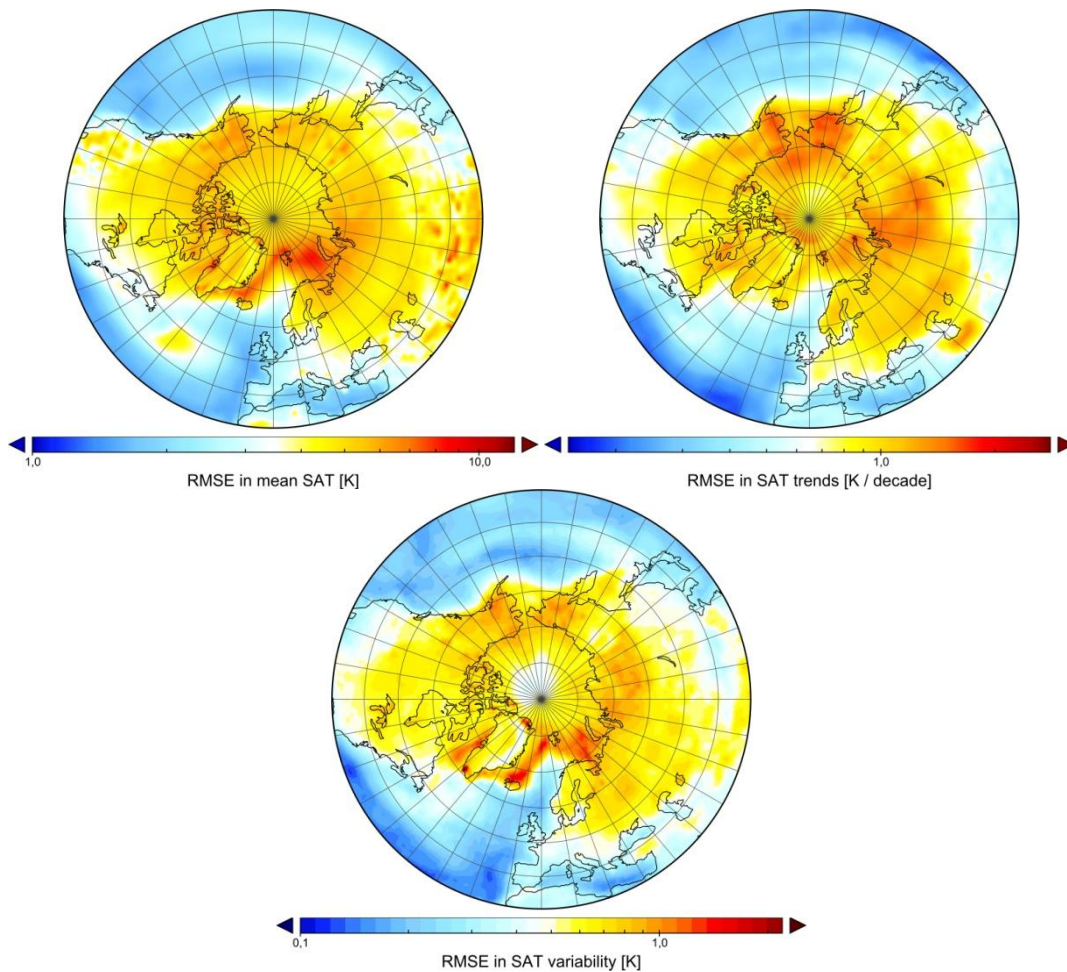 1,0
10,0
RMSE in mean SAT [K]
1,0
RMSE in SAT trends [K / decade]
0,1
1,0
RMSE in SAT variability [K]